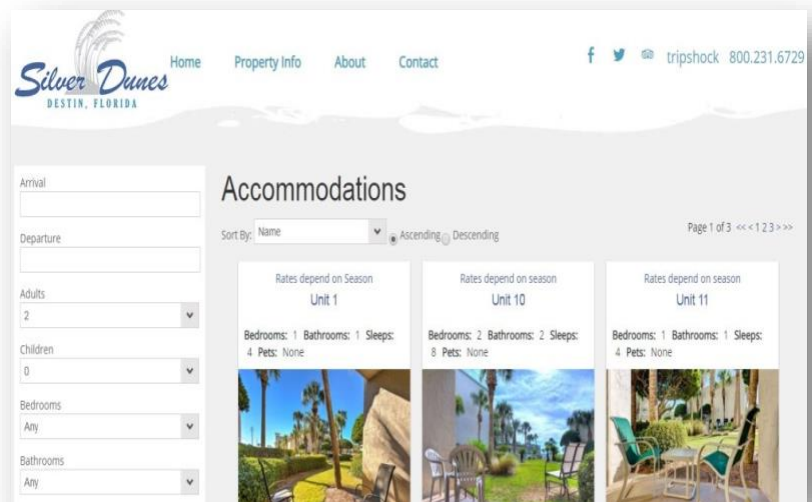 Silver Dunes
DESTIN, FLORIDA
Home Property Info About Contact
f tripshock 800.231.6729
Arrival
Departure
Adults
2
Children
0
Bedrooms
Any
Bathrooms
Any
Accommodations
Sort By: Name Ascending Descending
Page 1 of 3 << < 1 2 3 > >>
Rates depend on Season
Unit 1
Bedrooms: 1 Bathrooms: 1 Sleeps:
4 Pets: None
Rates depend on season
Unit 10
Bedrooms: 2 Bathrooms: 2 Sleeps:
8 Pets: None
Rates depend on season
Unit 11
Bedrooms: 1 Bathrooms: 1 Sleeps:
4 Pets: None